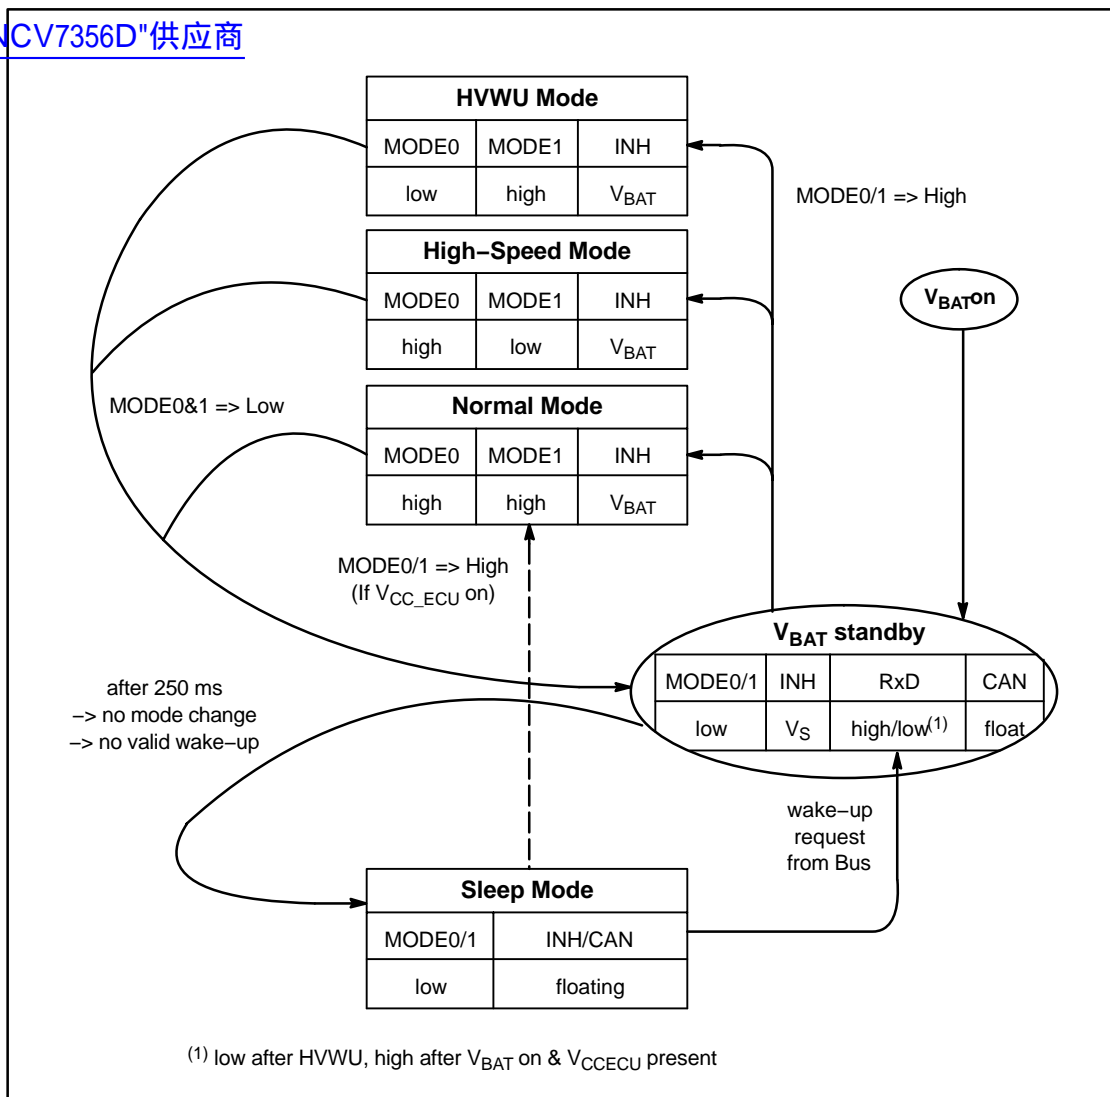 NCV7356D"供应商
HVWU Mode
MODE0 MODE1 INH
low high VBAT
MODE0/1 => High
High–Speed Mode
MODE0 MODE1 INH
high low VBAT
VBATon
MODE0&1 => Low
Normal Mode
MODE0 MODE1 INH
high high VBAT
MODE0/1 => High
(If VCC_ECU on)
VBAT standby
MODE0/1 INH RxD CAN
low VS high/low(1) float
after 250 ms
–> no mode change
–> no valid wake–up
wake–up
request
from Bus
Sleep Mode
MODE0/1 INH/CAN
low floating
(1) low after HVWU, high after VBAT on & VCCECU present